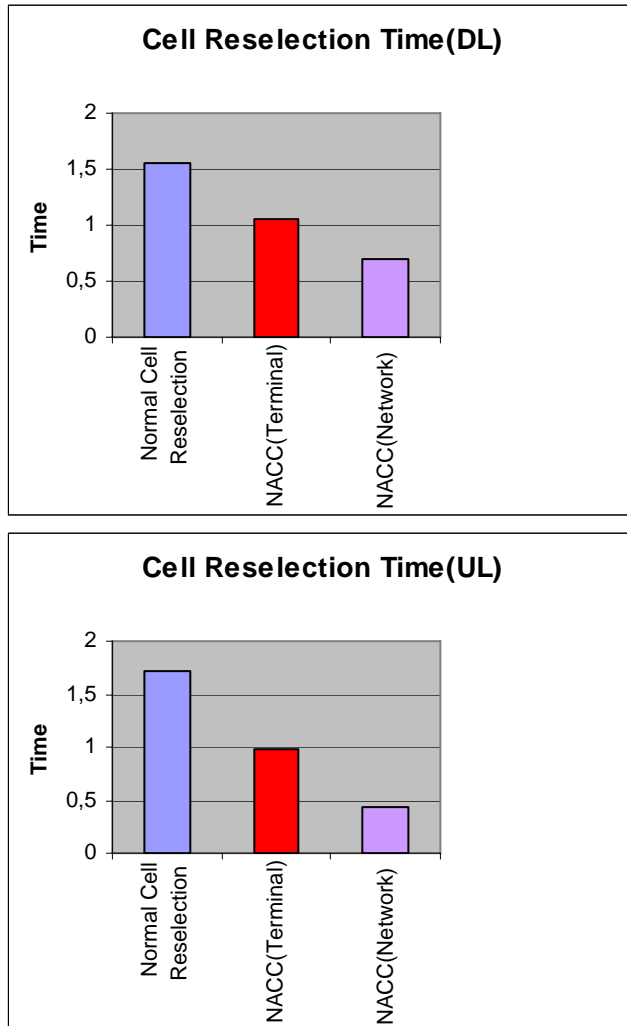 Cell Reselection Time(DL)
2
1,5
1
0,5
0
Time
Normal Cell
Reselection
NACC(Terminal)
NACC(Network)
Cell Reselection Time(UL)
2
1,5
1
0,5
0
Time
Normal Cell
Reselection
NACC(Terminal)
NACC(Network)